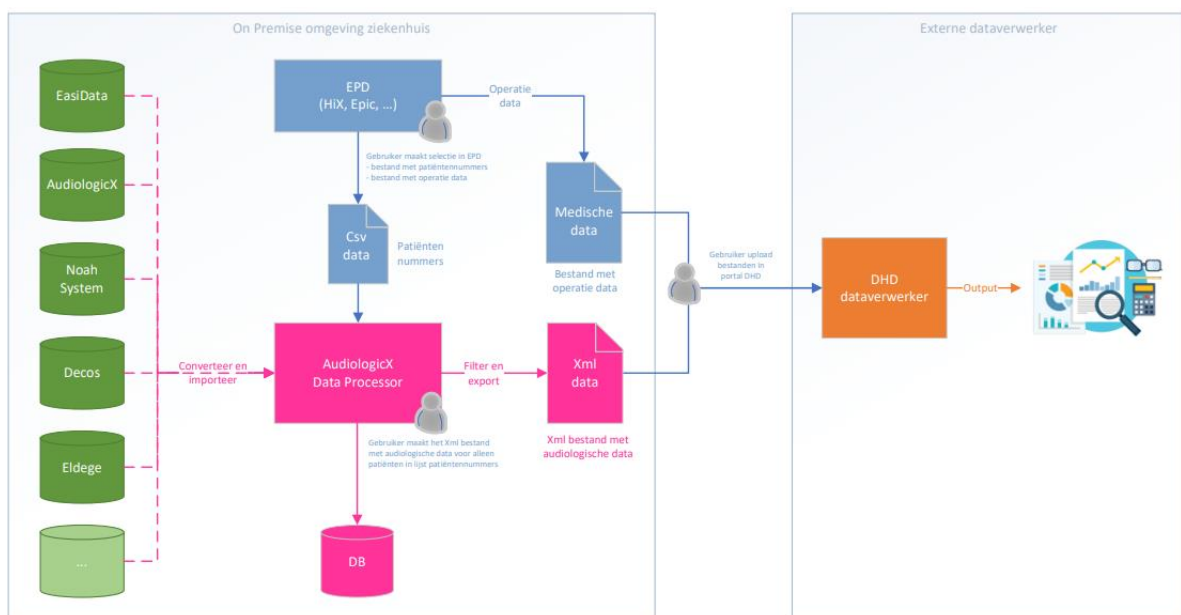 On Premise omgeving ziekenhuis
Externe dataverwerker
EasiData
AudiologicX
Noah
System
Decos
Eldege
...
EPD
(HiX, Epic, ...)
Operatie
data
Gebruiker maakt selectie in EPD
- bestand met patiëntennummers
- bestand met operatie data
Csv
data
Patiënten
nummers
Medische
data
Bestand met
operatie data
Gebruiker upload
bestanden in
portal DHD
DHD
dataverwerker
Output
Converteer en
importeer
AudiologicX
Data Processor
Filter en
export
Xml
data
Xml bestand met
audiologische data
Gebruiker maakt het Xml bestand
met audiologische data voor alleen
patiënten in lijst patiëntennummers
DB